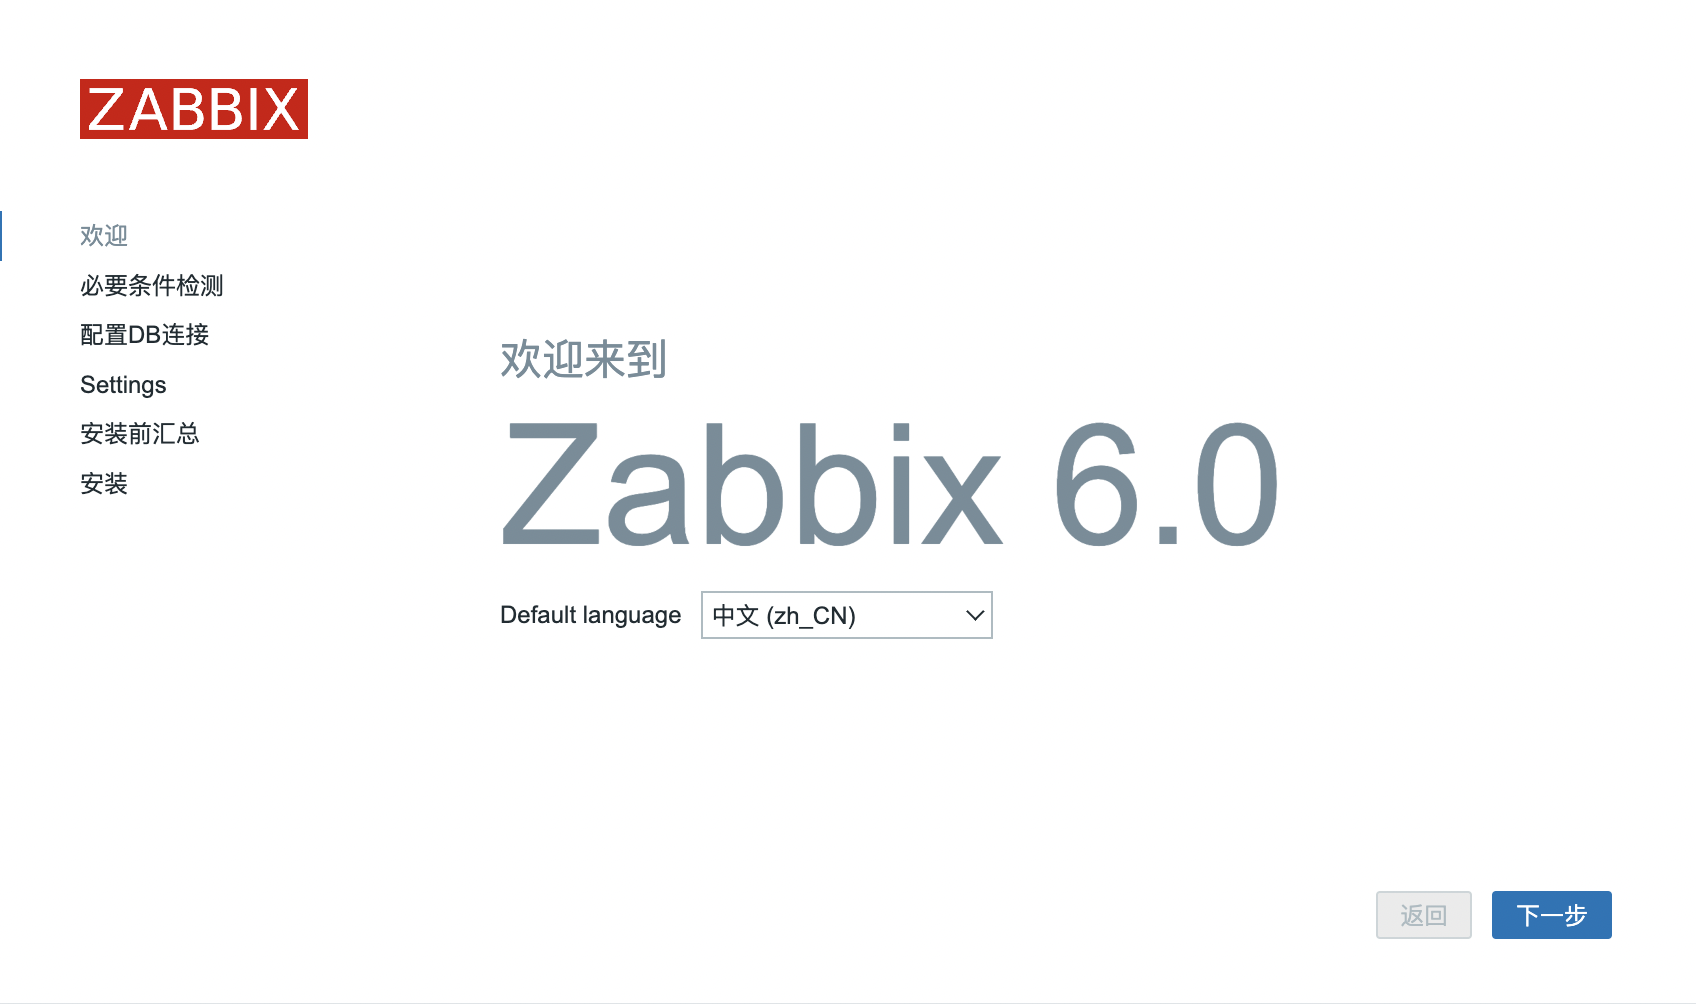 ZABBIX
欢迎
必要条件检测
配置DB连接
Settings
安装前汇总
安装
欢迎来到
Zabbix 6.0
Default language 中文 (zh_CN)
返回 下一步